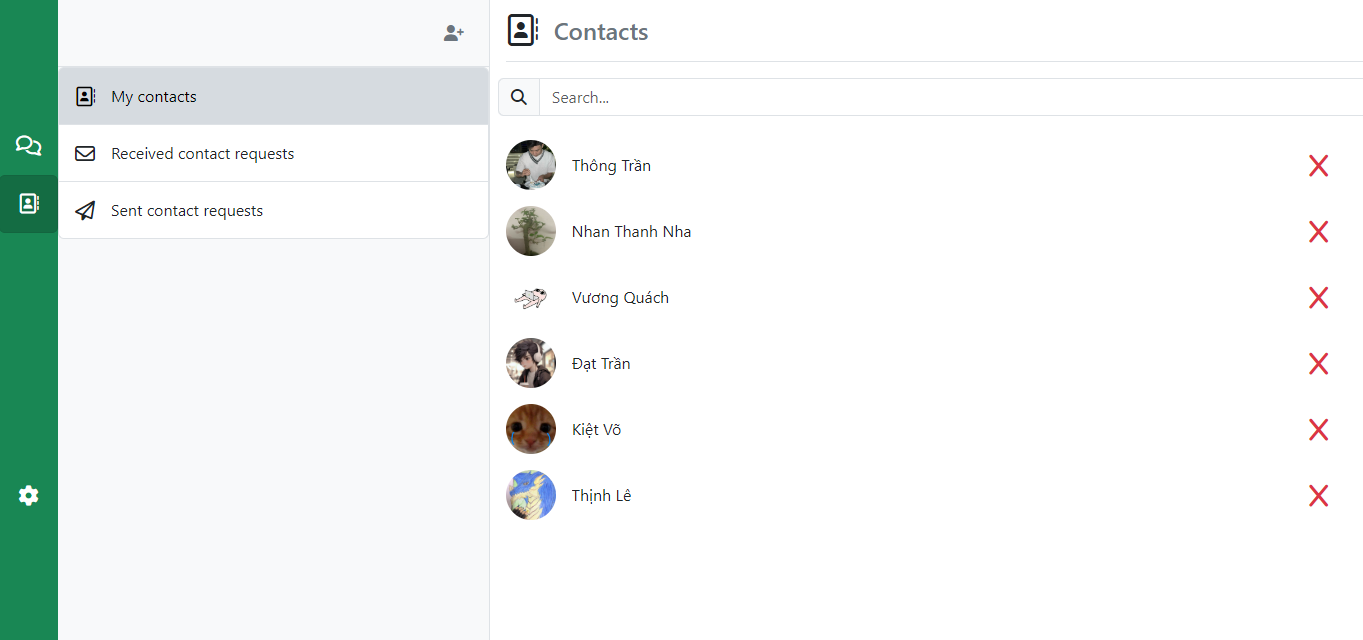 My contacts
Received contact requests
Sent contact requests
Contacts
Search...
Thông Trần
Nhan Thanh Nha
Vương Quách
Đạt Trần
Kiệt Võ
Thịnh Lê